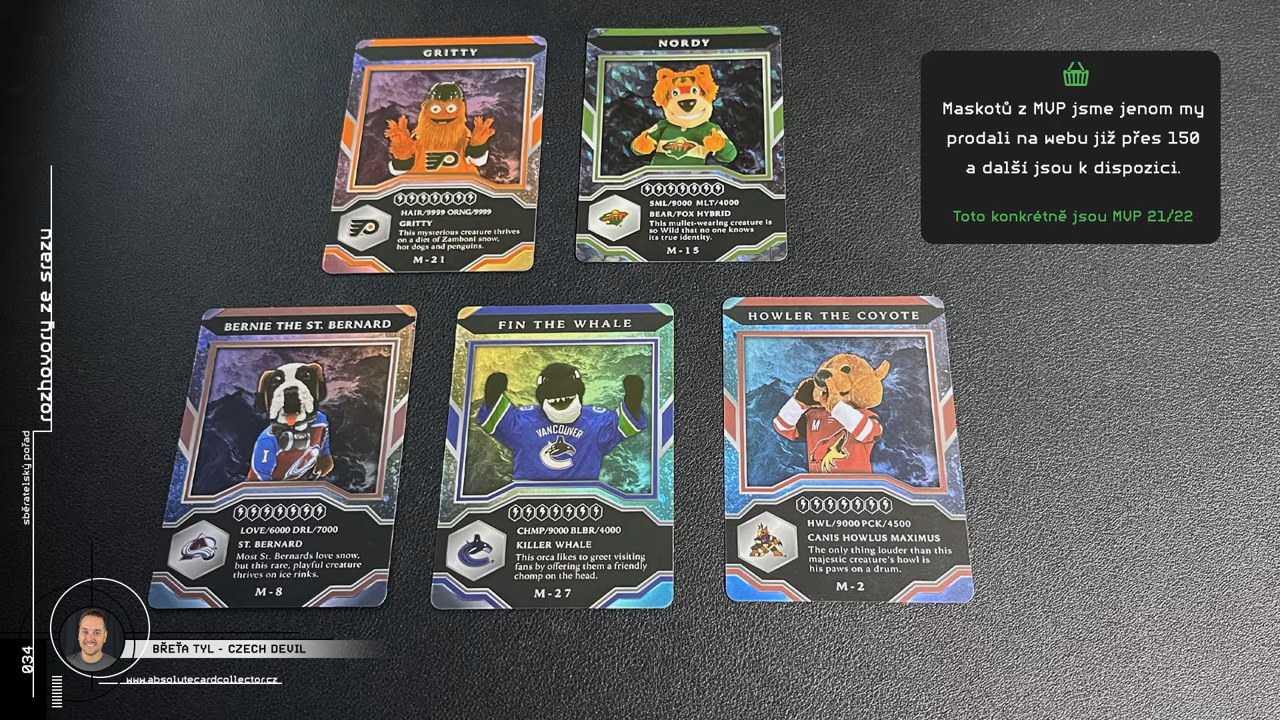 GRITTY
HAIR/9999 ORNG/9999
GRITTY
This mysterious creature thrives
on a diet of Zamboni snow,
hot dogs and penguins.
M-21
NORDY
SML/9000 MLT/4000
BEAR/FOX HYBRID
This mullet-wearing creature is
so Wild that no one knows
its true identity.
M-15
Maskotů z MVP jsme jenom my
prodali na webu již přes 150
a další jsou k dispozici.
Toto konkrétně jsou MVP 21/22
BERNIE THE ST. BERNARD
I
LOVE/6000 DRL/7000
ST. BERNARD
Most St. Bernards love snow,
but this rare, playful creature
thrives on ice rinks.
M-8
FIN THE WHALE
VANCOUVER
CHMP/9000 BLBR/4000
KILLER WHALE
This orca likes to greet visiting
fans by offering them a friendly
chomp on the head.
M-27
HOWLER THE COYOTE
M
HWL/9000 PCK/4500
CANIS HOWLUS MAXIMUS
The only thing louder than this
majestic creature's howl is
his paws on a drum.
M-2
rozhovory ze srazu
sběratelský pořad
034
BŘEŤA TYL - CZECH DEVIL
www.absolutecardcollector.cz